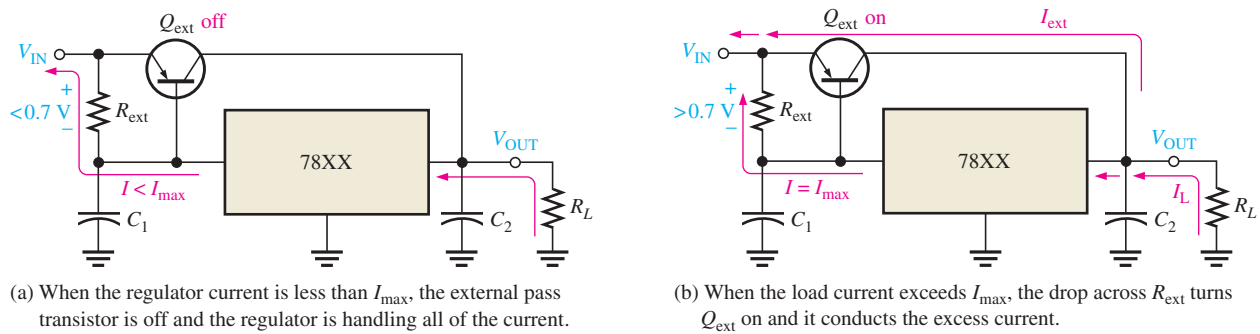 Q_ext off
V_IN
+
<0.7 V
−
R_ext
78XX
V_OUT
I < I_max
C_1
C_2
R_L
(a) When the regulator current is less than I_max, the external pass
transistor is off and the regulator is handling all of the current.
Q_ext on
I_ext
V_IN
+
>0.7 V
−
R_ext
78XX
V_OUT
I = I_max
I_L
C_1
C_2
R_L
(b) When the load current exceeds I_max, the drop across R_ext turns
Q_ext on and it conducts the excess current.